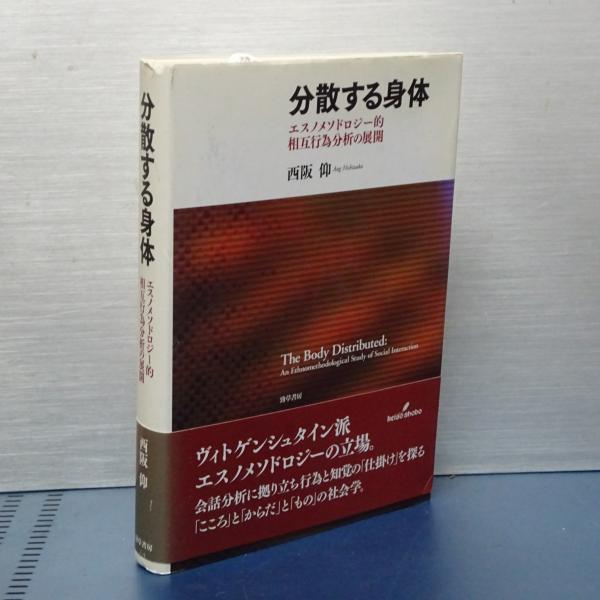 分散する身体
エスノメソドロジー的
相互行為分析の展開
西阪 仰 Aug Nishizaka
The Body Distributed:
An Ethnomethodological Study of Social Interaction
勁草書房
keiso shobo
ヴィトゲンシュタイン派
エスノメソドロジーの立場。
会話分析に拠り立ち行為と知覚の「仕掛け」を探る
「こころ」と「からだ」と「もの」の社会学。
分散する身体
エスノメソドロジー的
相互行為分析の展開
西阪 仰
勁草書房